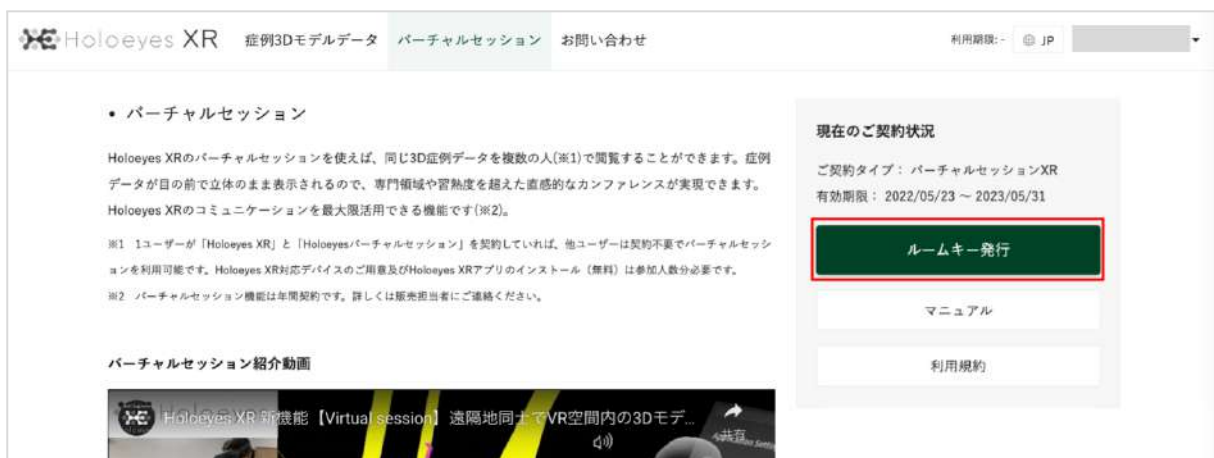 Holoeyes XR 症例3Dモデルデータ バーチャルセッション お問い合わせ 利用期限: - JP
• バーチャルセッション
Holoeyes XRのバーチャルセッションを使えば、同じ3D症例データを複数の人(※1)で閲覧することができます。症例
データが目の前で立体のまま表示されるので、専門領域や習熟度を超えた直感的なカンファレンスが実現できます。
Holoeyes XRのコミュニケーションを最大限活用できる機能です(※2)。
※1 1ユーザーが「Holoeyes XR」と「Holoeyesバーチャルセッション」を契約していれば、他ユーザーは契約不要でバーチャルセッシ
ョンを利用可能です。Holoeyes XR対応デバイスのご用意及びHoloeyes XRアプリのインストール（無料）は参加人数分必要です。
※2 バーチャルセッション機能は年間契約です。詳しくは販売担当者にご連絡ください。
バーチャルセッション紹介動画
Holoeyes XR 新機能【Virtual session】遠隔地同士でVR空間内の3Dモデ...
共有
現在のご契約状況
ご契約タイプ： バーチャルセッションXR
有効期限： 2022/05/23 ~ 2023/05/31
ルームキー発行
マニュアル
利用規約